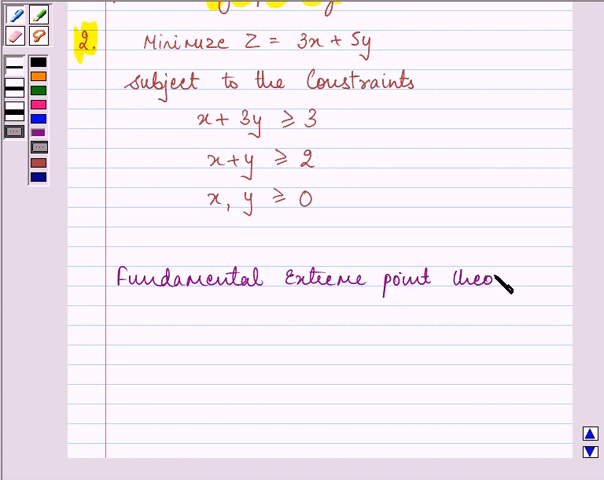 2. Minimize Z = 3x + 5y
subject to the Constraints
x + 3y ⩾ 3
x + y ⩾ 2
x, y ⩾ 0
Fundamental Extreme point theo